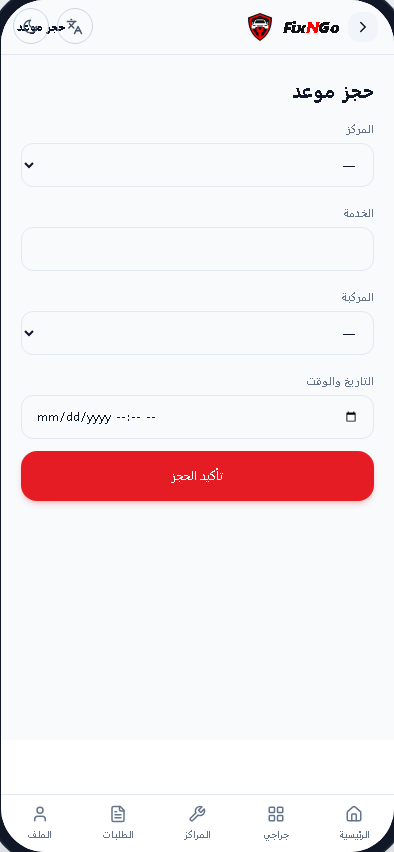 FixNGo
حجز موعد
حجز موعد
المركز
—
الخدمة
المركبة
—
التاريخ والوقت
mm/dd/yyyy --:-- --
تأكيد الحجز
الرئيسية
جراجي
المراكز
الطلبات
الملف